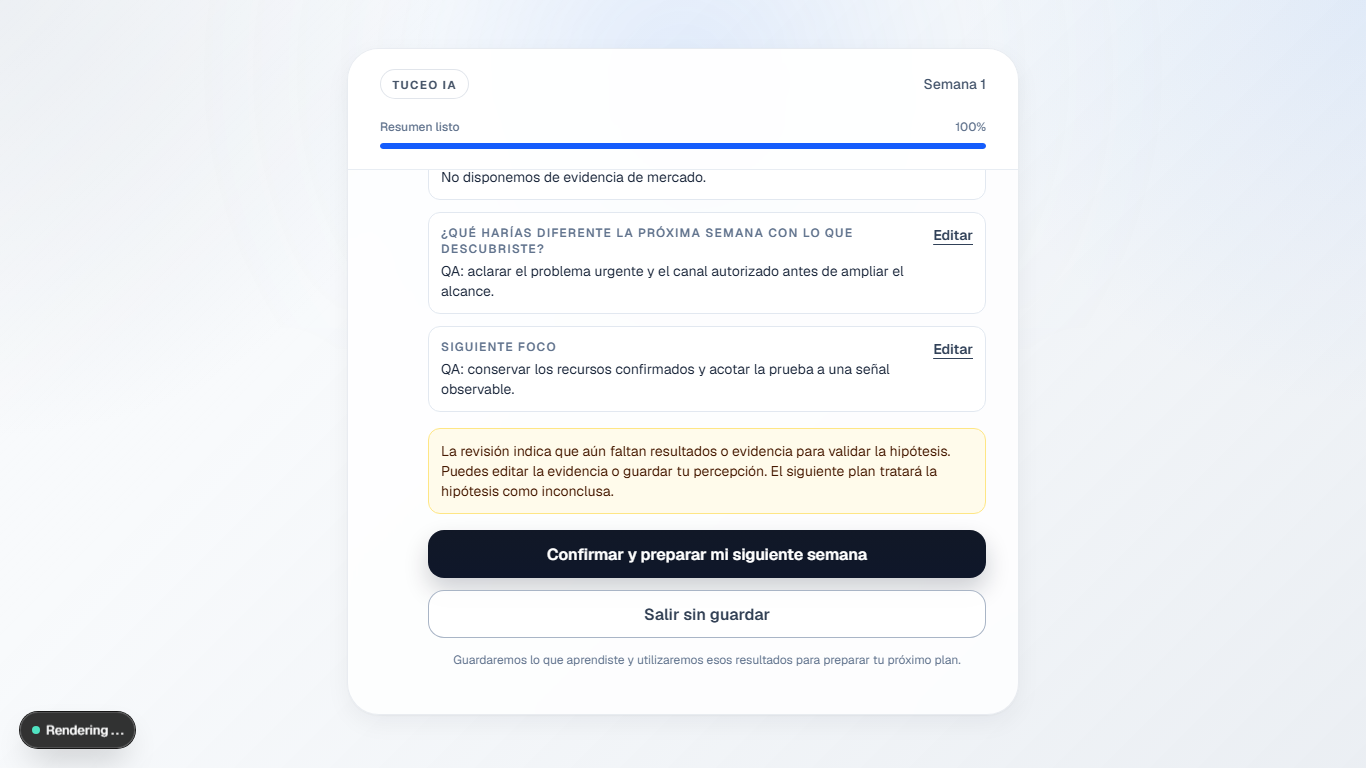 TUCEO IA
Semana 1
Resumen listo
100%
No disponemos de evidencia de mercado.
¿QUÉ HARÍAS DIFERENTE LA PRÓXIMA SEMANA CON LO QUE
DESCUBRISTE?
Editar
QA: aclarar el problema urgente y el canal autorizado antes de ampliar el
alcance.
SIGUIENTE FOCO
Editar
QA: conservar los recursos confirmados y acotar la prueba a una señal
observable.
La revisión indica que aún faltan resultados o evidencia para validar la hipótesis.
Puedes editar la evidencia o guardar tu percepción. El siguiente plan tratará la
hipótesis como inconclusa.
Confirmar y preparar mi siguiente semana
Salir sin guardar
Guardaremos lo que aprendiste y utilizaremos esos resultados para preparar tu próximo plan.
Rendering ...